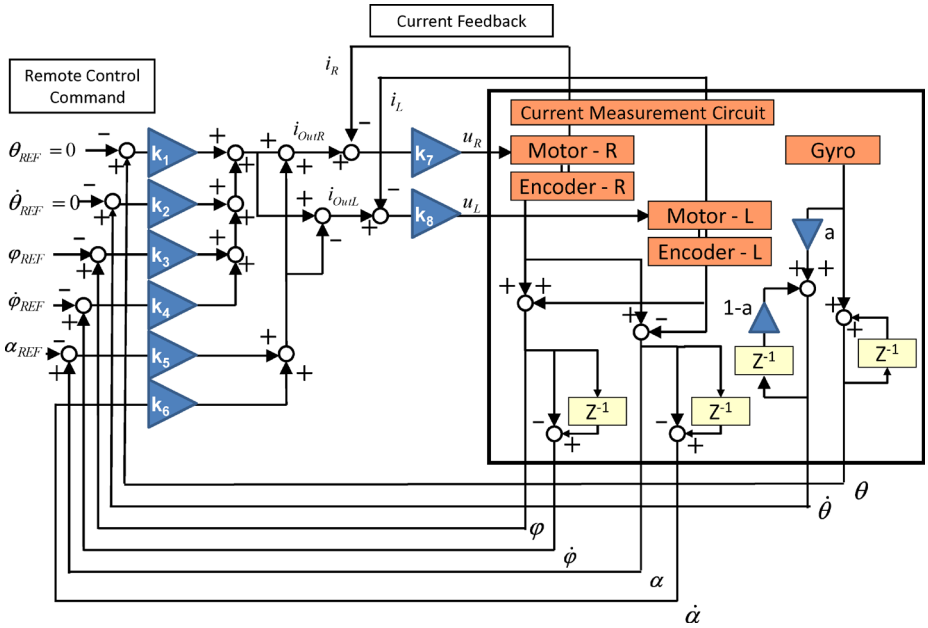 Current Feedback
Remote Control
Command
i_R
i_L
θ_REF = 0
θ̇_REF = 0
φ_REF
φ̇_REF
α_REF
k1
k2
k3
k4
k5
k6
i_OutR
i_OutL
k7
k8
u_R
u_L
Current Measurement Circuit
Motor - R
Encoder - R
Motor - L
Encoder - L
Gyro
a
1-a
Z⁻¹
Z⁻¹
Z⁻¹
Z⁻¹
θ
θ̇
φ
φ̇
α
α̇